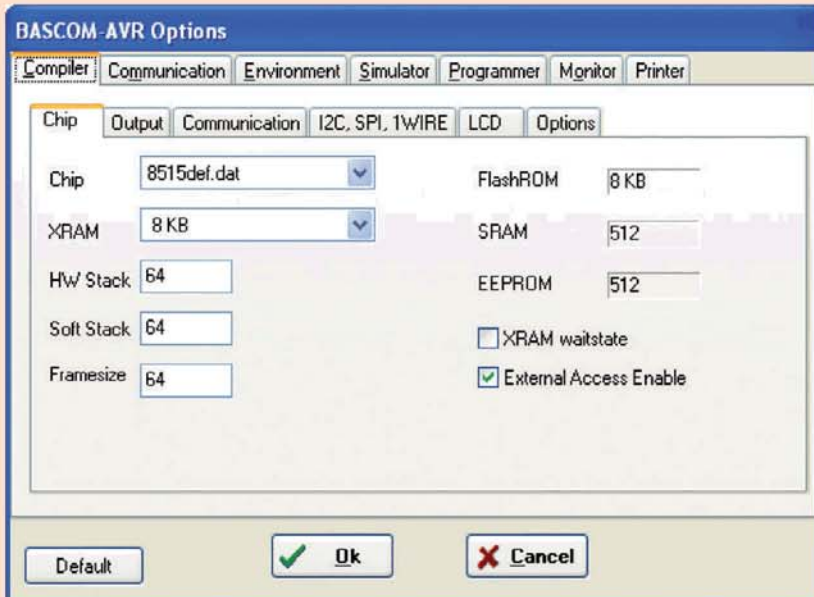 BASCOM-AVR Options
Compiler Communication Environment Simulator Programmer Monitor Printer
Chip Output Communication I2C, SPI, 1WIRE LCD Options
Chip 8515def.dat FlashROM 8 KB
XRAM 8 KB SRAM 512
HW Stack 64 EEPROM 512
Soft Stack 64 XRAM waitstate
Framesize 64 External Access Enable
Default Ok Cancel